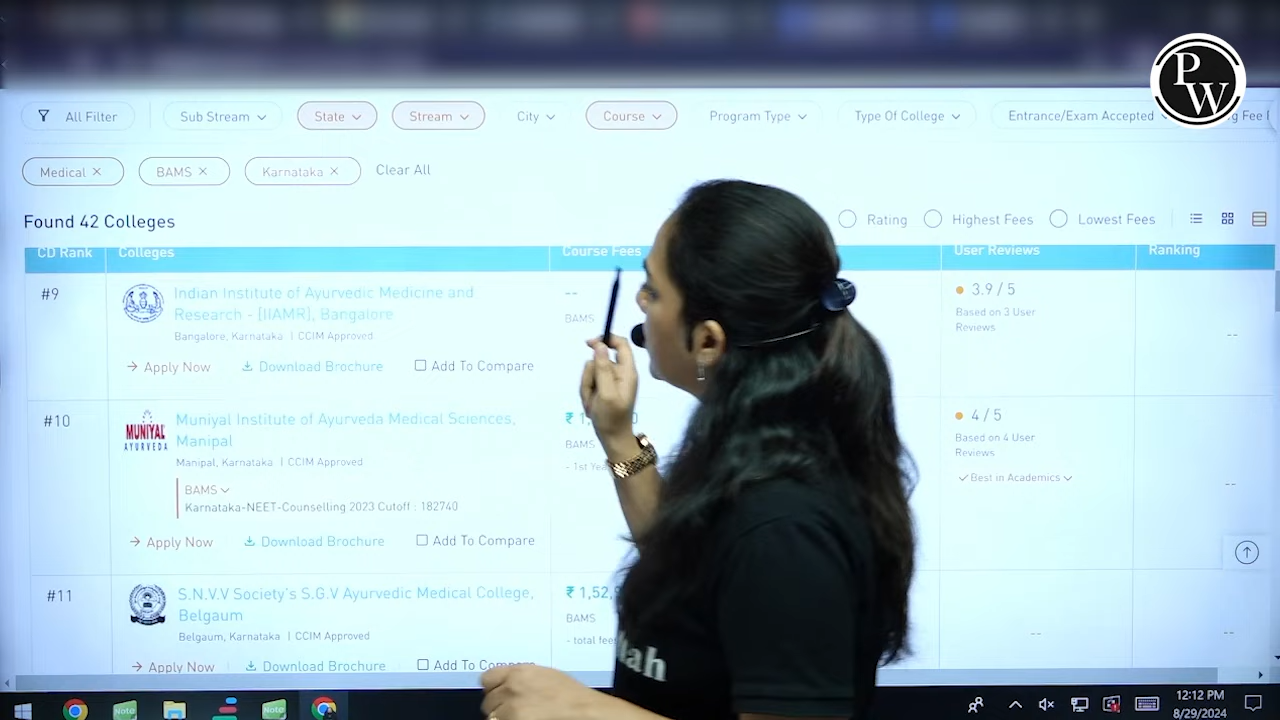 PW
All Filter
Sub Stream
State
Stream
City
Course
Program Type
Type Of College
Entrance/Exam Accepted
Medical ×
BAMS ×
Karnataka ×
Clear All
Found 42 Colleges
Rating
Highest Fees
Lowest Fees
CD Rank
Colleges
Course Fees
User Reviews
Ranking
#9
Indian Institute of Ayurvedic Medicine and
Research - [IIAMR], Bangalore
Bangalore, Karnataka | CCIM Approved
→ Apply Now
Download Brochure
Add To Compare
--
BAMS
3.9 / 5
Based on 3 User
Reviews
--
#10
MUNIYAL
AYURVEDA
Muniyal Institute of Ayurveda Medical Sciences,
Manipal
Manipal, Karnataka | CCIM Approved
BAMS
Karnataka-NEET-Counselling 2023 Cutoff : 182740
→ Apply Now
Download Brochure
Add To Compare
BAMS
- 1st
4 / 5
Based on 4 User
Reviews
Best in Academics
--
#11
S.N.V.V Society's S.G.V Ayurvedic Medical College,
Belgaum
Belgaum, Karnataka | CCIM Approved
→ Apply Now
Download Brochure
Add To Compare
BAMS
- total
--
--
12:12 PM
8/29/2024